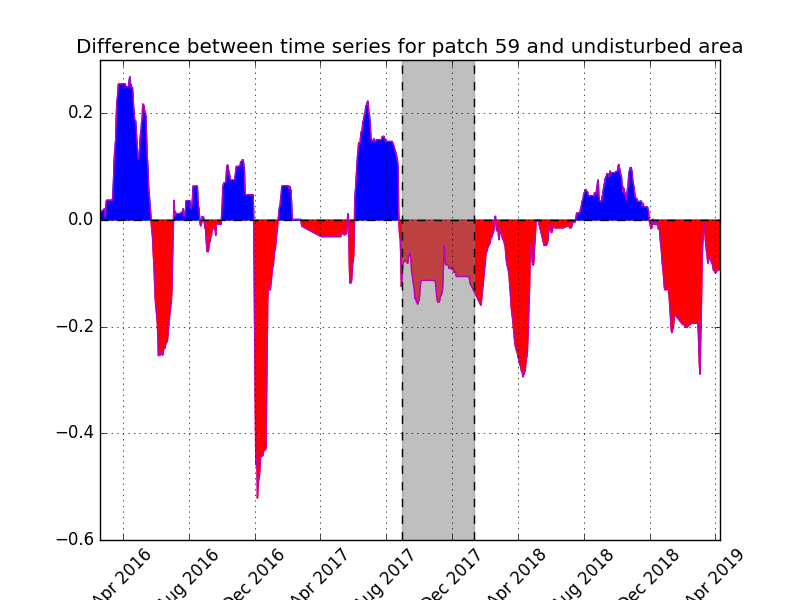 Difference between time series for patch 59 and undisturbed area
0.2
0.0
−0.2
−0.4
−0.6
Apr 2016
Aug 2016
Dec 2016
Apr 2017
Aug 2017
Dec 2017
Apr 2018
Aug 2018
Dec 2018
Apr 2019